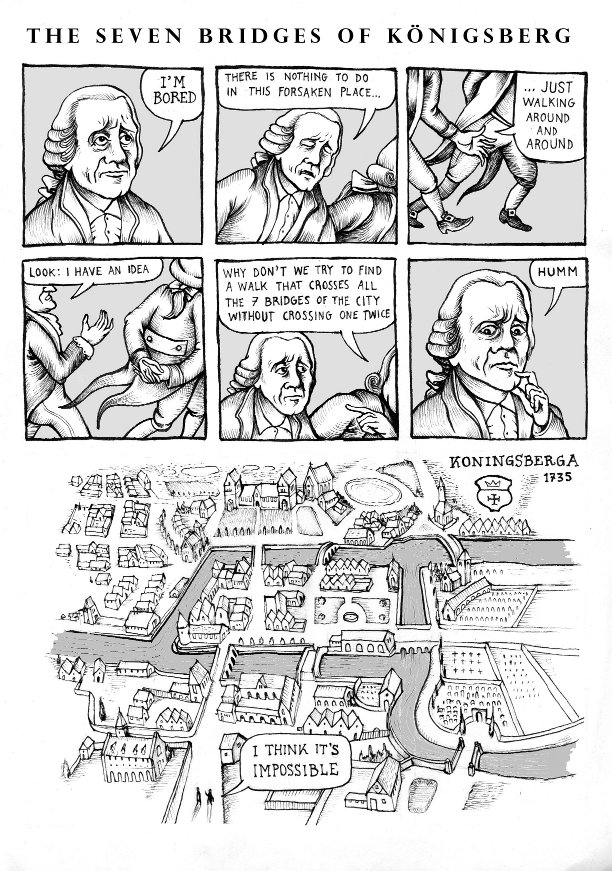 THE SEVEN BRIDGES OF KÖNIGSBERG
I'M
BORED
THERE IS NOTHING TO DO
IN THIS FORSAKEN PLACE...
... JUST
WALKING
AROUND
AND
AROUND
LOOK: I HAVE AN IDEA
WHY DON'T WE TRY TO FIND
A WALK THAT CROSSES ALL
THE 7 BRIDGES OF THE CITY
WITHOUT CROSSING ONE TWICE
HUMM
KONINGSBERGA
1735
I THINK IT'S
IMPOSSIBLE